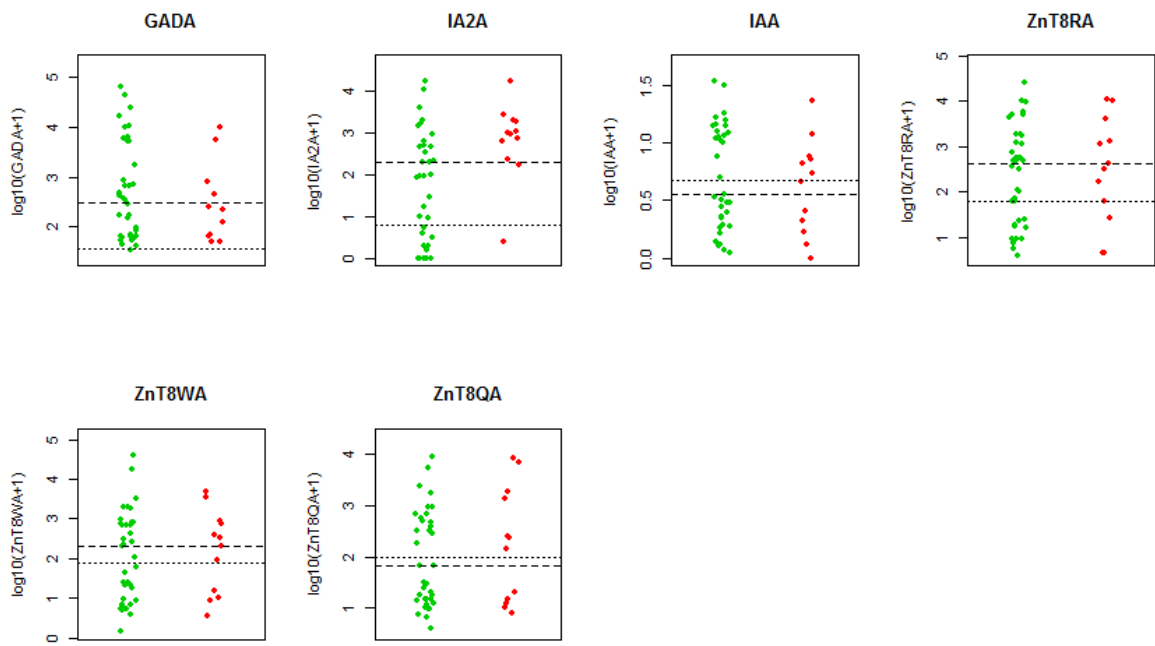 GADA
IA2A
IAA
ZnT8RA
log10(GADA+1)
5
4
3
2
log10(IA2A+1)
4
3
2
1
0
log10(IAA+1)
1.5
1.0
0.5
0.0
log10(ZnT8RA+1)
5
4
3
2
1
ZnT8WA
ZnT8QA
log10(ZnT8WA+1)
5
4
3
2
1
0
log10(ZnT8QA+1)
4
3
2
1